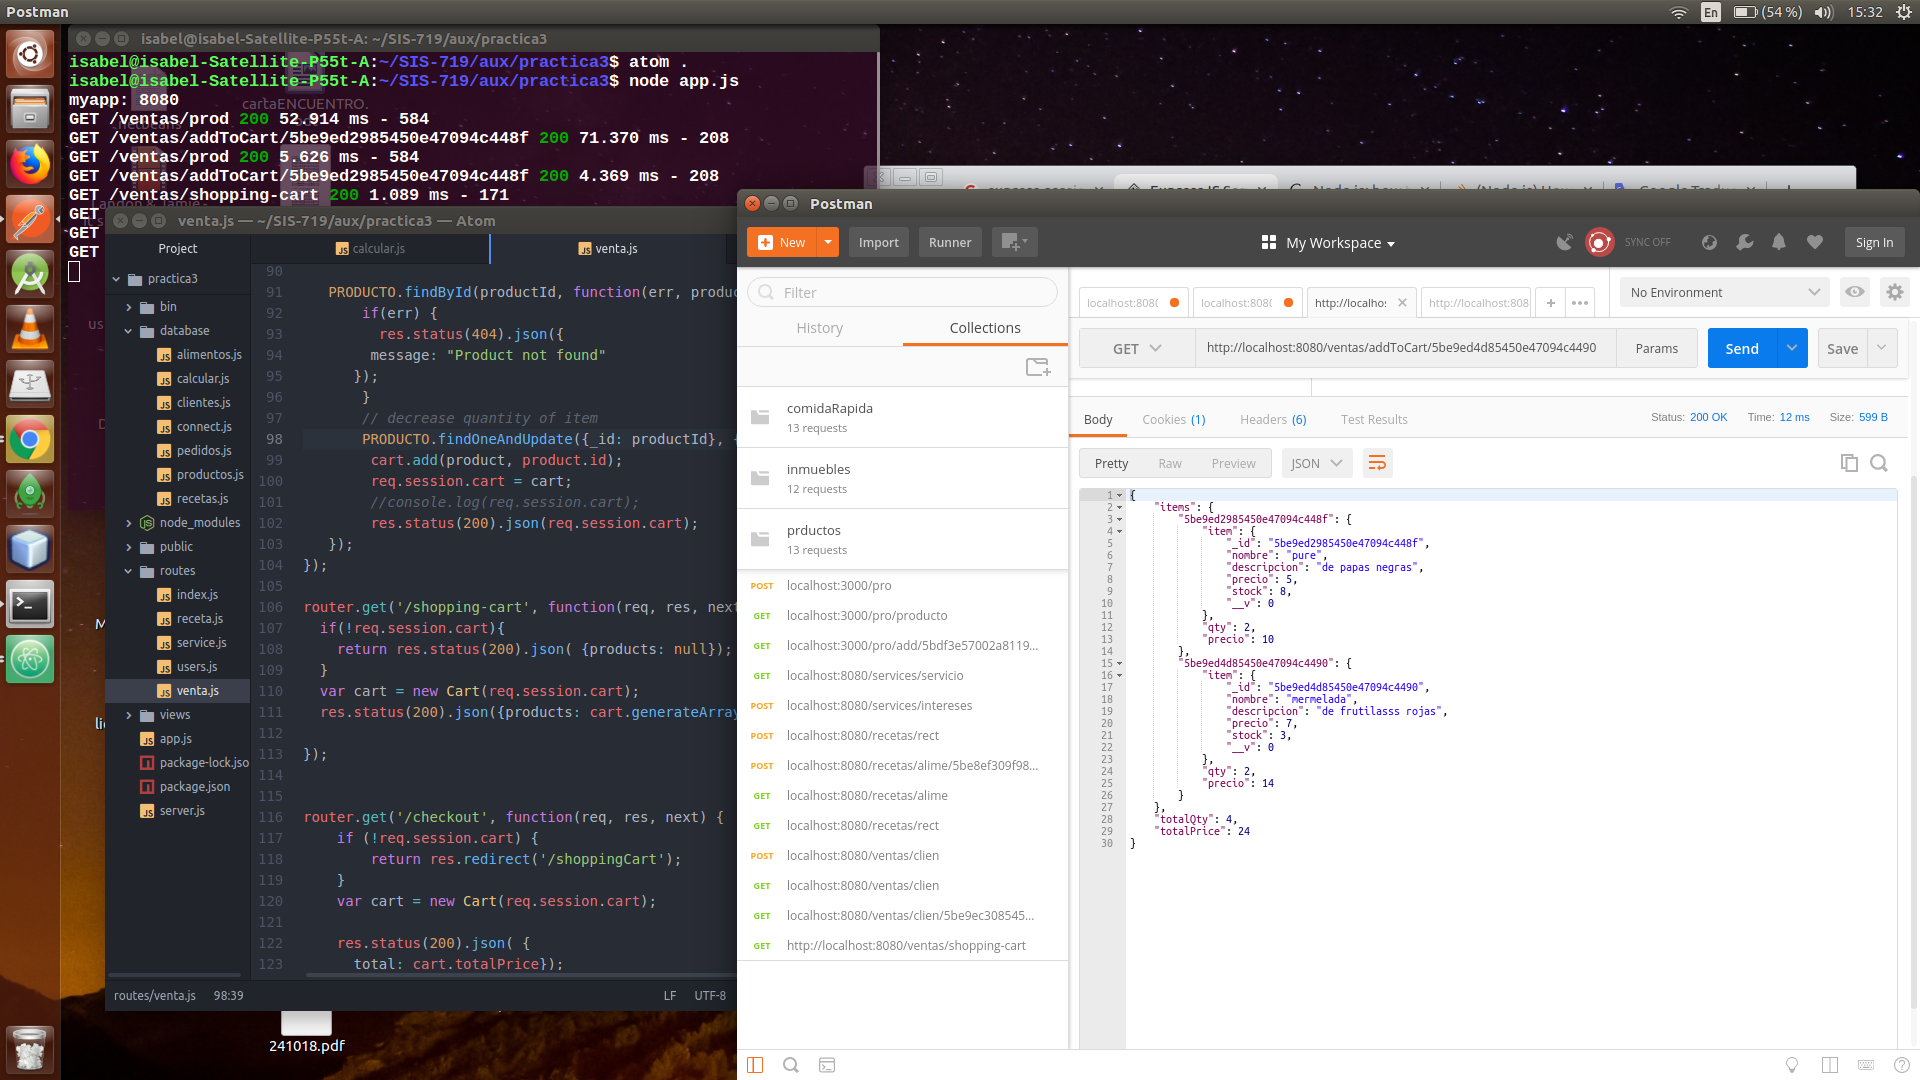 Postman
En
(54 %)
15:32
isabel@isabel-Satellite-P55t-A: ~/SIS-719/aux/practica3
isabel@isabel-Satellite-P55t-A:~/SIS-719/aux/practica3$ atom .
isabel@isabel-Satellite-P55t-A:~/SIS-719/aux/practica3$ node app.js
myapp: 8080
cartaENCUENTRO.
GET /ventas/prod 200 52.914 ms - 584
GET /ventas/addToCart/5be9ed2985450e47094c448f 200 71.370 ms - 208
GET /ventas/prod 200 5.626 ms - 584
GET /ventas/addToCart/5be9ed2985450e47094c448f 200 4.369 ms - 208
GET /ventas/shopping-cart 200 1.089 ms - 171
GET
GET
GET
venta.js — ~/SIS-719/aux/practica3 — Atom
Project
calcular.js
venta.js
practica3
bin
database
alimentos.js
calcular.js
clientes.js
connect.js
pedidos.js
productos.js
recetas.js
node_modules
public
routes
index.js
receta.js
service.js
users.js
venta.js
views
app.js
package-lock.jso
package.json
server.js
90
91 PRODUCTO.findById(productId, function(err, produc
92 if(err) {
93 res.status(404).json({
94 message: "Product not found"
95 });
96 }
97 // decrease quantity of item
98 PRODUCTO.findOneAndUpdate({_id: productId}, {
99 cart.add(product, product.id);
100 req.session.cart = cart;
101 //console.log(req.session.cart);
102 res.status(200).json(req.session.cart);
103 });
104 });
105
106 router.get('/shopping-cart', function(req, res, next
107 if(!req.session.cart){
108 return res.status(200).json( {products: null});
109 }
110 var cart = new Cart(req.session.cart);
111 res.status(200).json({products: cart.generateArray
112
113 });
114
115
116 router.get('/checkout', function(req, res, next) {
117 if (!req.session.cart) {
118 return res.redirect('/shoppingCart');
119 }
120 var cart = new Cart(req.session.cart);
121
122 res.status(200).json( {
123 total: cart.totalPrice});
routes/venta.js 98:39 LF UTF-8
241018.pdf
Postman
New
Import
Runner
My Workspace
SYNC OFF
Sign In
Filter
History
Collections
comidaRapida
13 requests
inmuebles
12 requests
prductos
13 requests
POST localhost:3000/pro
GET localhost:3000/pro/producto
GET localhost:3000/pro/add/5bdf3e57002a8119...
GET localhost:8080/services/servicio
POST localhost:8080/services/intereses
POST localhost:8080/recetas/rect
POST localhost:8080/recetas/alime/5be8ef309f98...
GET localhost:8080/recetas/alime
GET localhost:8080/recetas/rect
POST localhost:8080/ventas/clien
GET localhost:8080/ventas/clien
GET localhost:8080/ventas/clien/5be9ec308545...
GET http://localhost:8080/ventas/shopping-cart
localhost:808
localhost:808
http://localhos
http://localhost:808
No Environment
GET
http://localhost:8080/ventas/addToCart/5be9ed4d85450e47094c4490
Params
Send
Save
Body
Cookies (1)
Headers (6)
Test Results
Status: 200 OK
Time: 12 ms
Size: 599 B
Pretty
Raw
Preview
JSON
1 {
2 "items": {
3 "5be9ed2985450e47094c448f": {
4 "item": {
5 "_id": "5be9ed2985450e47094c448f",
6 "nombre": "pure",
7 "descripcion": "de papas negras",
8 "precio": 5,
9 "stock": 8,
10 "__v": 0
11 },
12 "qty": 2,
13 "precio": 10
14 },
15 "5be9ed4d85450e47094c4490": {
16 "item": {
17 "_id": "5be9ed4d85450e47094c4490",
18 "nombre": "mermelada",
19 "descripcion": "de frutilasss rojas",
20 "precio": 7,
21 "stock": 3,
22 "__v": 0
23 },
24 "qty": 2,
25 "precio": 14
26 }
27 },
28 "totalQty": 4,
29 "totalPrice": 24
30 }